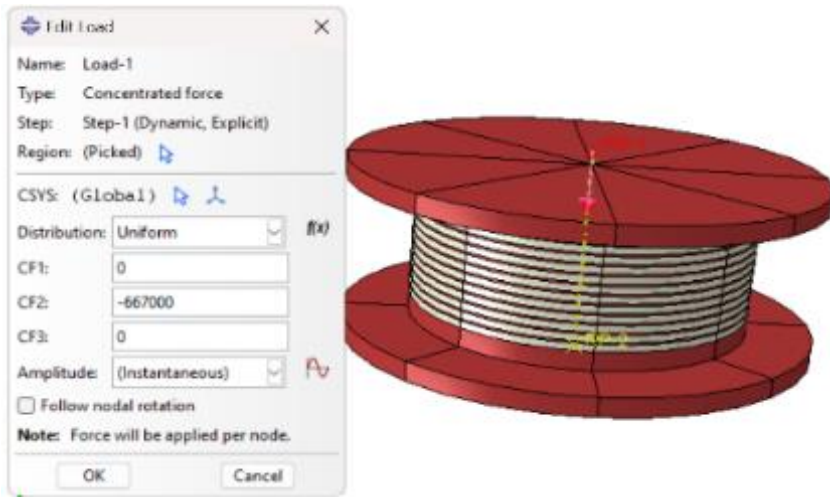 Edit Load
Name: Load-1
Type: Concentrated force
Step: Step-1 (Dynamic, Explicit)
Region: (Picked)
CSYS: (Global)
Distribution: Uniform f(x)
CF1: 0
CF2: -667000
CF3: 0
Amplitude: (Instantaneous)
Follow nodal rotation
Note: Force will be applied per node.
OK Cancel